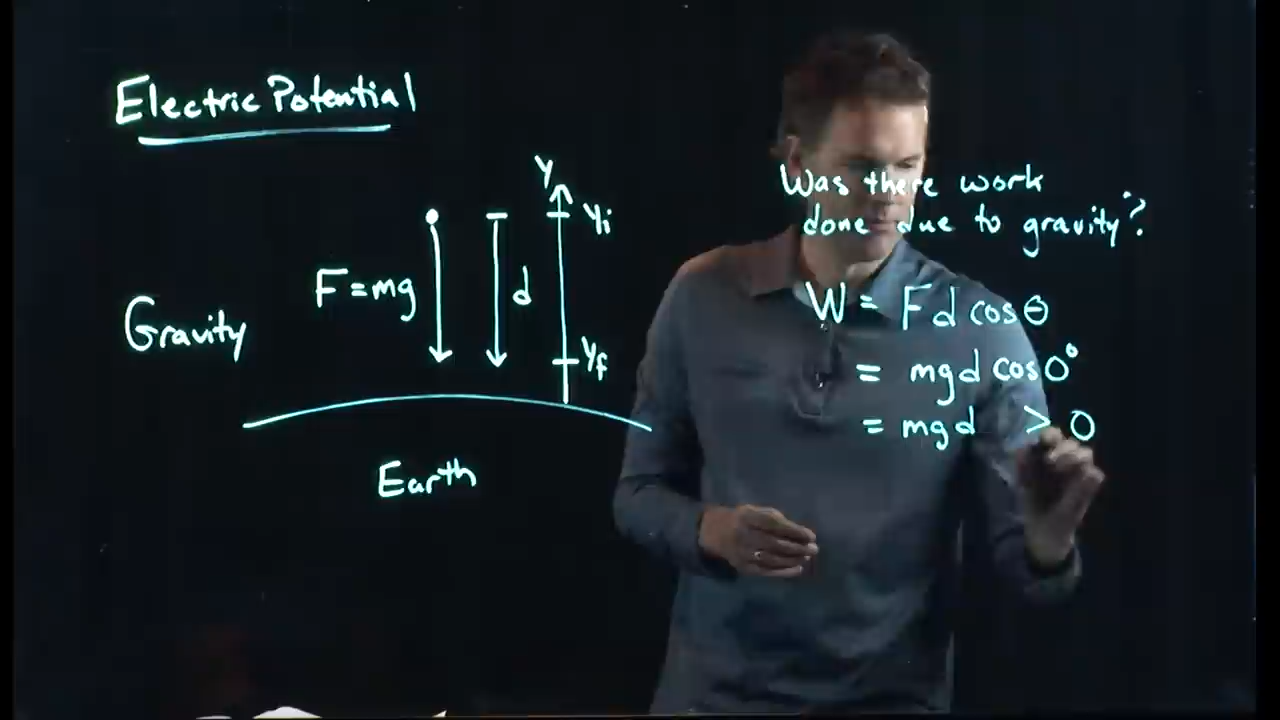 Electric Potential
Gravity
F = mg
d
y
yi
yf
Earth
Was there work
done due to gravity?
W = Fd cosθ
= mgd cos0°
= mgd > 0